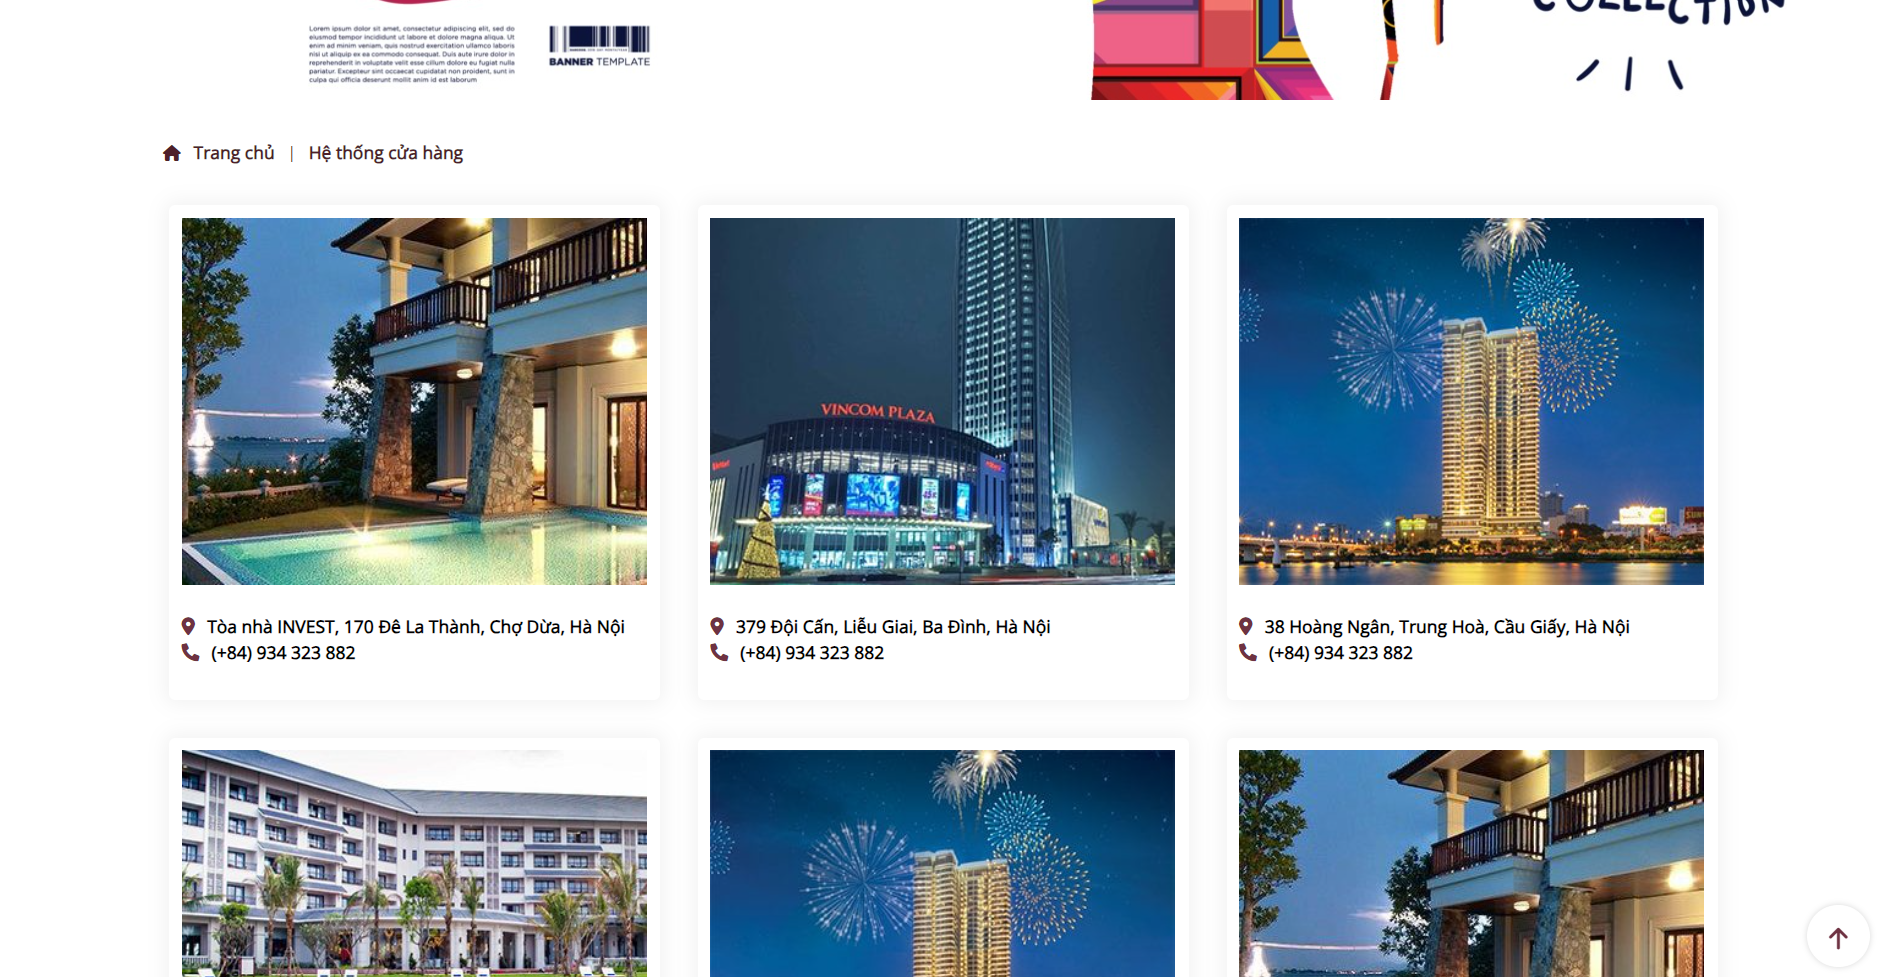 COLLECTION
Lorem ipsum dolor sit amet, consectetur adipiscing elit, sed do
eiusmod tempor incididunt ut labore et dolore magna aliqua. Ut
enim ad minim veniam, quis nostrud exercitation ullamco laboris
nisi ut aliquip ex ea commodo consequat. Duis aute irure dolor in
reprehenderit in voluptate velit esse cillum dolore eu fugiat nulla
pariatur. Excepteur sint occaecat cupidatat non proident, sunt in
culpa qui officia deserunt mollit anim id est laborum
BANNER TEMPLATE
Trang chủ | Hệ thống cửa hàng
VINCOM PLAZA
Tòa nhà INVEST, 170 Đê La Thành, Chợ Dừa, Hà Nội
(+84) 934 323 882
379 Đội Cấn, Liễu Giai, Ba Đình, Hà Nội
(+84) 934 323 882
38 Hoàng Ngân, Trung Hoà, Cầu Giấy, Hà Nội
(+84) 934 323 882